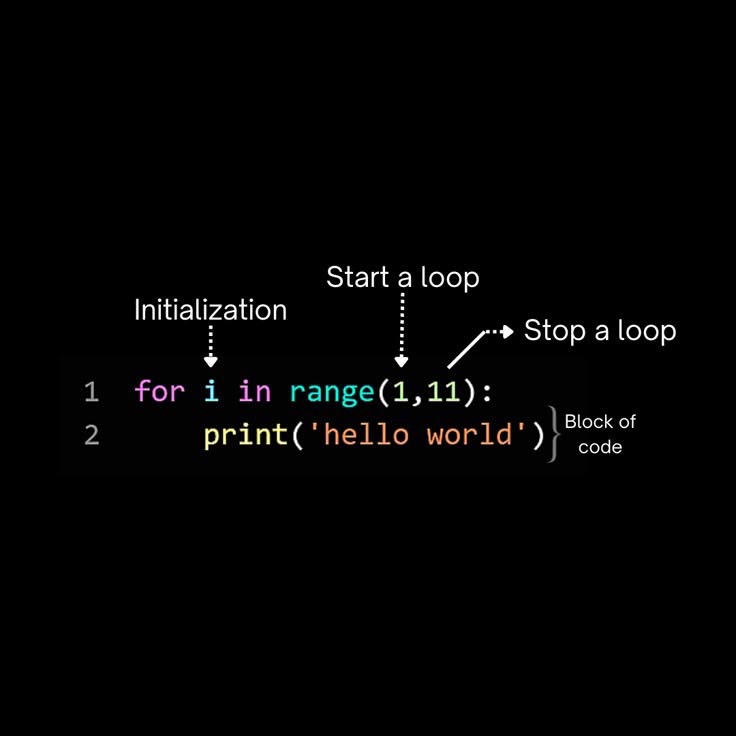 Start a loop
Initialization
Stop a loop
1 for i in range(1,11):
2 print('hello world')
Block of
code